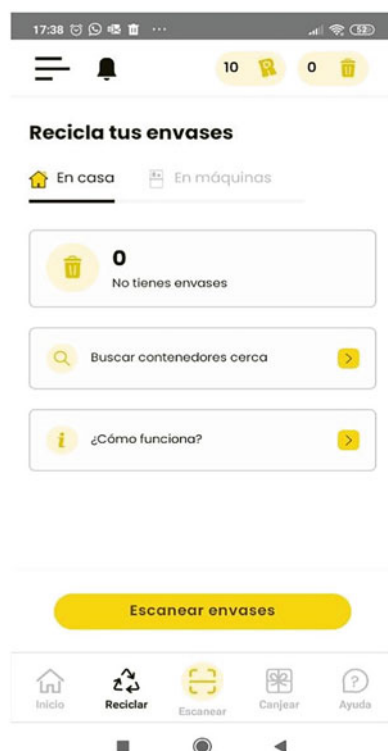 17:38
52
10
0
Recicla tus envases
En casa
En máquinas
0
No tienes envases
Buscar contenedores cerca
i
¿Cómo funciona?
Escanear envases
Inicio
Reciclar
Escanear
Canjear
?
Ayuda